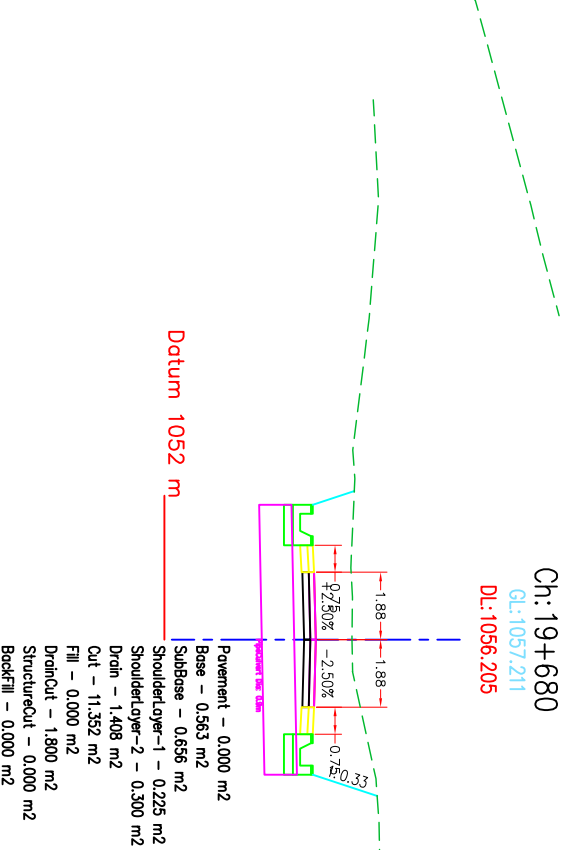 Ch:19+680
GL:1057.211
DL:1056.205
1.88
1.88
0.75
+2.50%
-2.50%
0.75
0.33
Datum 1052 m
Pavement - 0.000 m2
Base - 0.563 m2
SubBase - 0.656 m2
ShoulderLayer-1 - 0.225 m2
ShoulderLayer-2 - 0.300 m2
Drain - 1.408 m2
Cut - 11.352 m2
Fill - 0.000 m2
DrainCut - 1.800 m2
StructureCut - 0.000 m2
BackFill - 0.000 m2